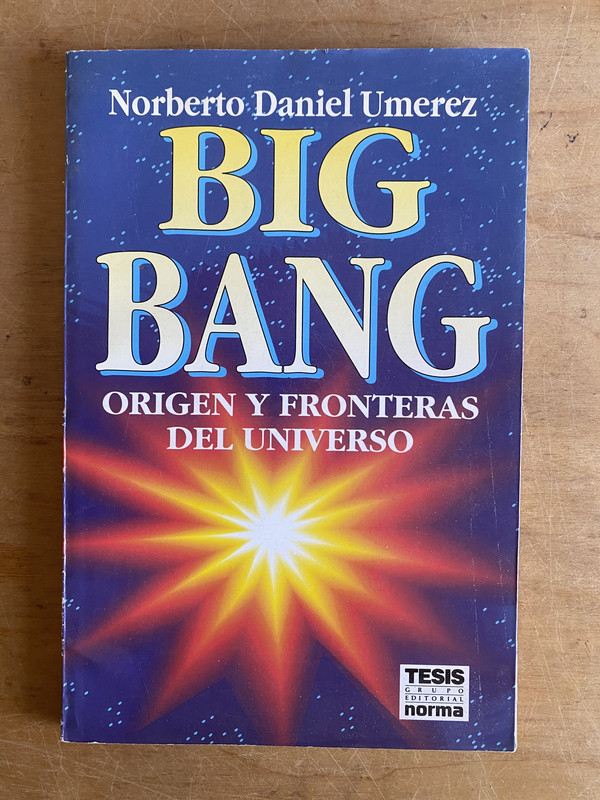 Norberto Daniel Umerez
BIG
BANG
ORIGEN Y FRONTERAS
DEL UNIVERSO
TESIS
GRUPO
EDITORIAL
norma